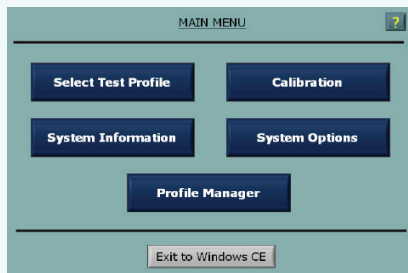 MAIN MENU ?
Select Test Profile Calibration
System Information System Options
Profile Manager
Exit to Windows CE